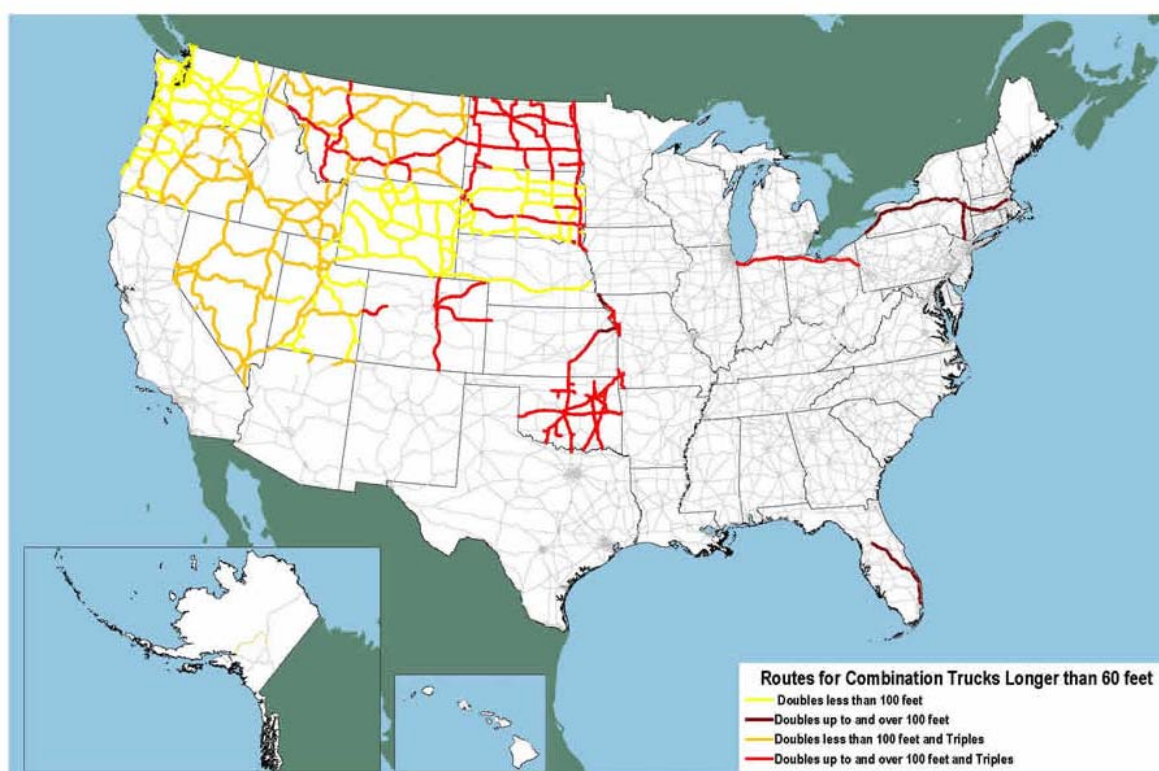 Routes for Combination Trucks Longer than 60 feet
Doubles less than 100 feet
Doubles up to and over 100 feet
Doubles less than 100 feet and Triples
Doubles up to and over 100 feet and Triples